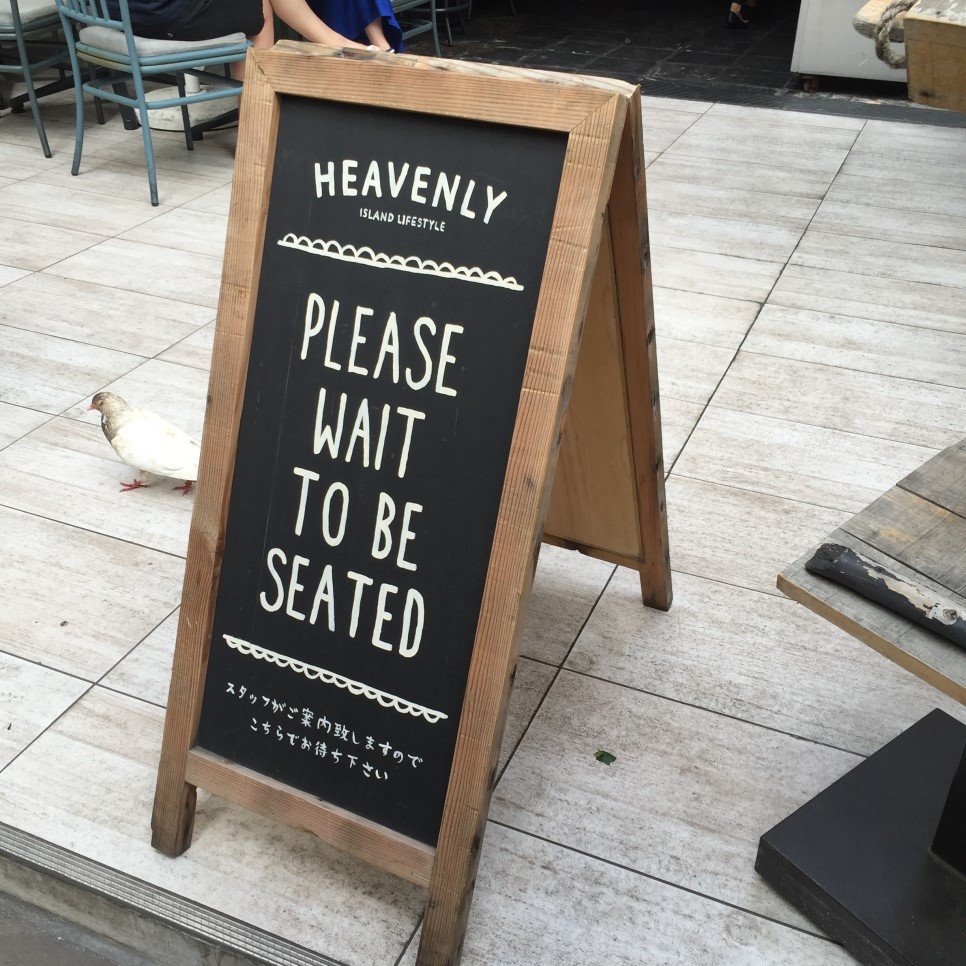 HEAVENLY
ISLAND LIFESTYLE
PLEASE
WAIT
TO BE
SEATED
スタッフがご案内致しますので
こちらでお待ち下さい